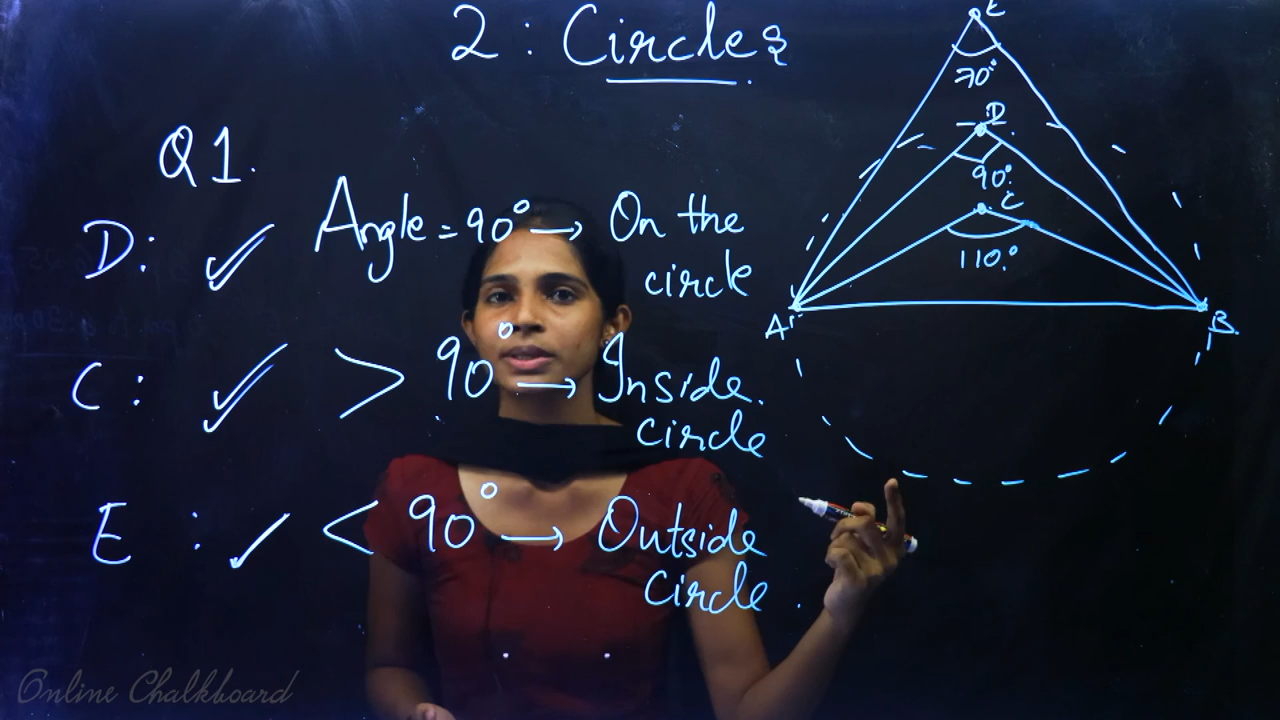 2 : Circles
Q1.
D : ✓ Angle = 90° → On the
circle
C : ✓ > 90° → Inside.
circle
E : ✓ < 90° → Outside
circle.
E
70°
D
90°
C
110°
A
B
Online Chalkboard